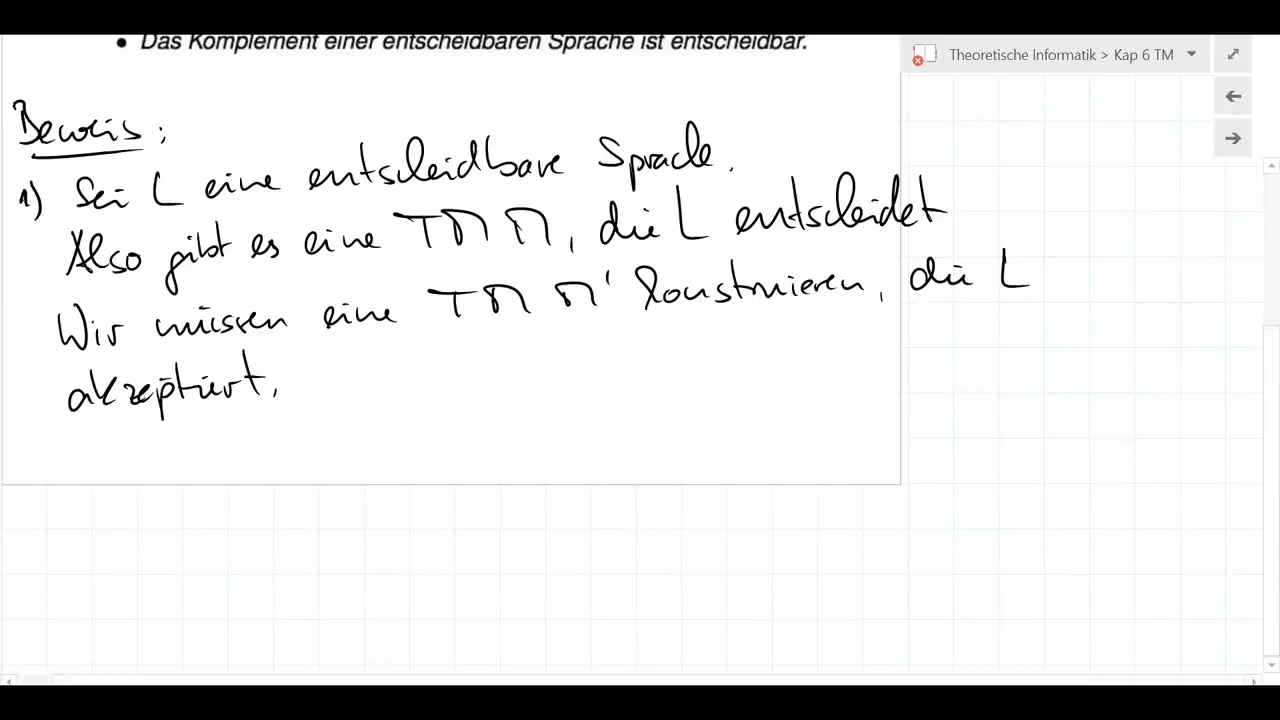 • Das Komplement einer entscheidbaren Sprache ist entscheidbar.
Theoretische Informatik > Kap 6 TM
Beweis:
1) Sei L eine entscheidbare Sprache.
Also gibt es eine TM M, die L entscheidet
Wir müssen eine TM M' konstruieren, die L
akzeptiert.